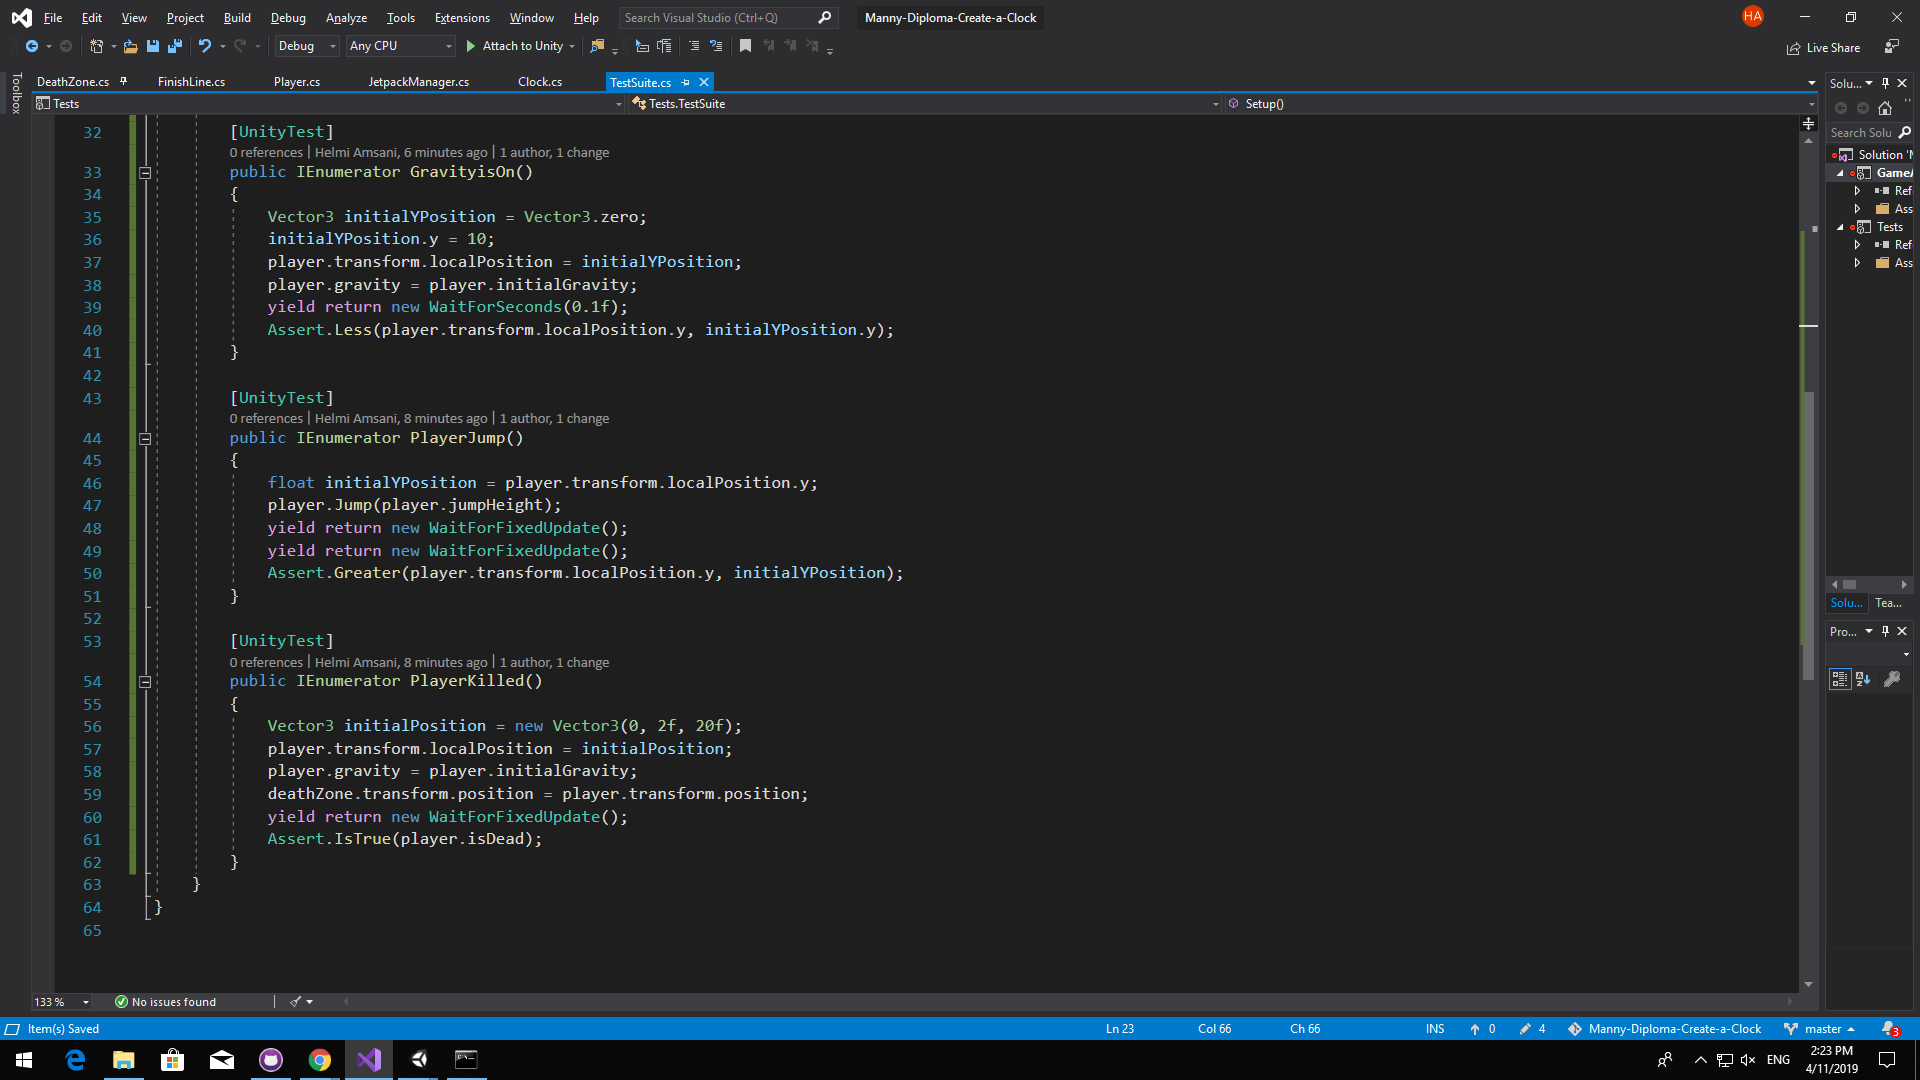 File Edit View Project Build Debug Analyze Tools Extensions Window Help Search Visual Studio (Ctrl+Q) Manny-Diploma-Create-a-Clock HA
Debug Any CPU Attach to Unity Live Share
Toolbox
DeathZone.cs FinishLine.cs Player.cs JetpackManager.cs Clock.cs TestSuite.cs
Tests Tests.TestSuite Setup()
32 [UnityTest]
0 references | Helmi Amsani, 6 minutes ago | 1 author, 1 change
33 public IEnumerator GravityisOn()
34 {
35 Vector3 initialYPosition = Vector3.zero;
36 initialYPosition.y = 10;
37 player.transform.localPosition = initialYPosition;
38 player.gravity = player.initialGravity;
39 yield return new WaitForSeconds(0.1f);
40 Assert.Less(player.transform.localPosition.y, initialYPosition.y);
41 }
42
43 [UnityTest]
0 references | Helmi Amsani, 8 minutes ago | 1 author, 1 change
44 public IEnumerator PlayerJump()
45 {
46 float initialYPosition = player.transform.localPosition.y;
47 player.Jump(player.jumpHeight);
48 yield return new WaitForFixedUpdate();
49 yield return new WaitForFixedUpdate();
50 Assert.Greater(player.transform.localPosition.y, initialYPosition);
51 }
52
53 [UnityTest]
0 references | Helmi Amsani, 8 minutes ago | 1 author, 1 change
54 public IEnumerator PlayerKilled()
55 {
56 Vector3 initialPosition = new Vector3(0, 2f, 20f);
57 player.transform.localPosition = initialPosition;
58 player.gravity = player.initialGravity;
59 deathZone.transform.position = player.transform.position;
60 yield return new WaitForFixedUpdate();
61 Assert.IsTrue(player.isDead);
62 }
63 }
64 }
65
133 % No issues found
Solu...
Search Solu
Solution '
GameA
Ref
Ass
Tests
Ref
Ass
Solu... Tea...
Pro...
Item(s) Saved Ln 23 Col 66 Ch 66 INS 0 4 Manny-Diploma-Create-a-Clock master 3
ENG 2:23 PM
4/11/2019